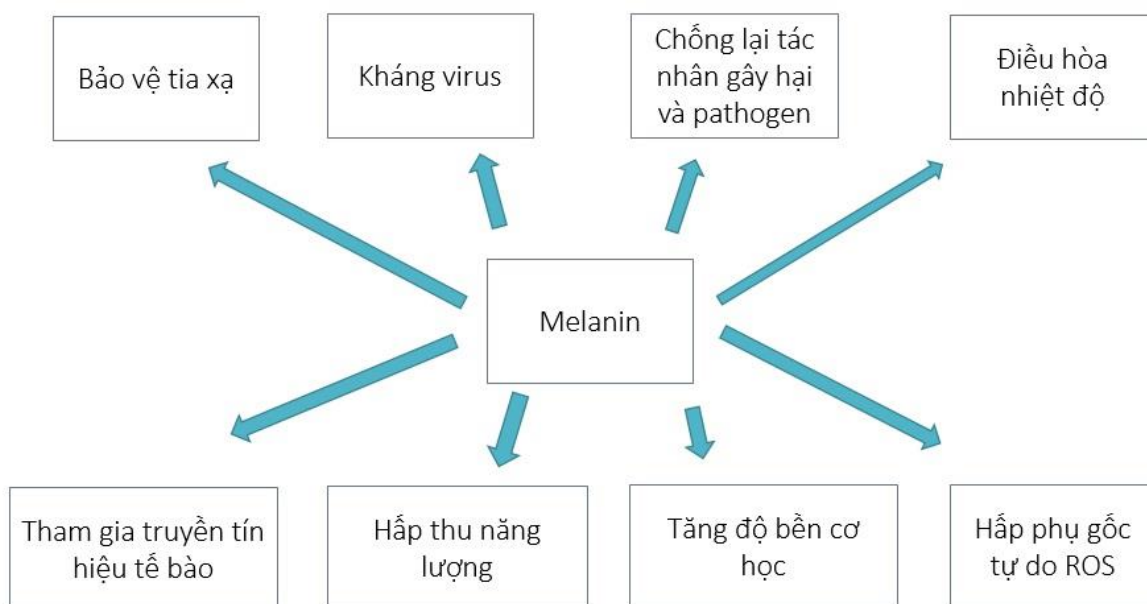 Bảo vệ tia xạ
Kháng virus
Chống lại tác
nhân gây hại
và pathogen
Điều hòa
nhiệt độ
Melanin
Tham gia truyền tín
hiệu tế bào
Hấp thu năng
lượng
Tăng độ bền cơ
học
Hấp phụ gốc
tự do ROS